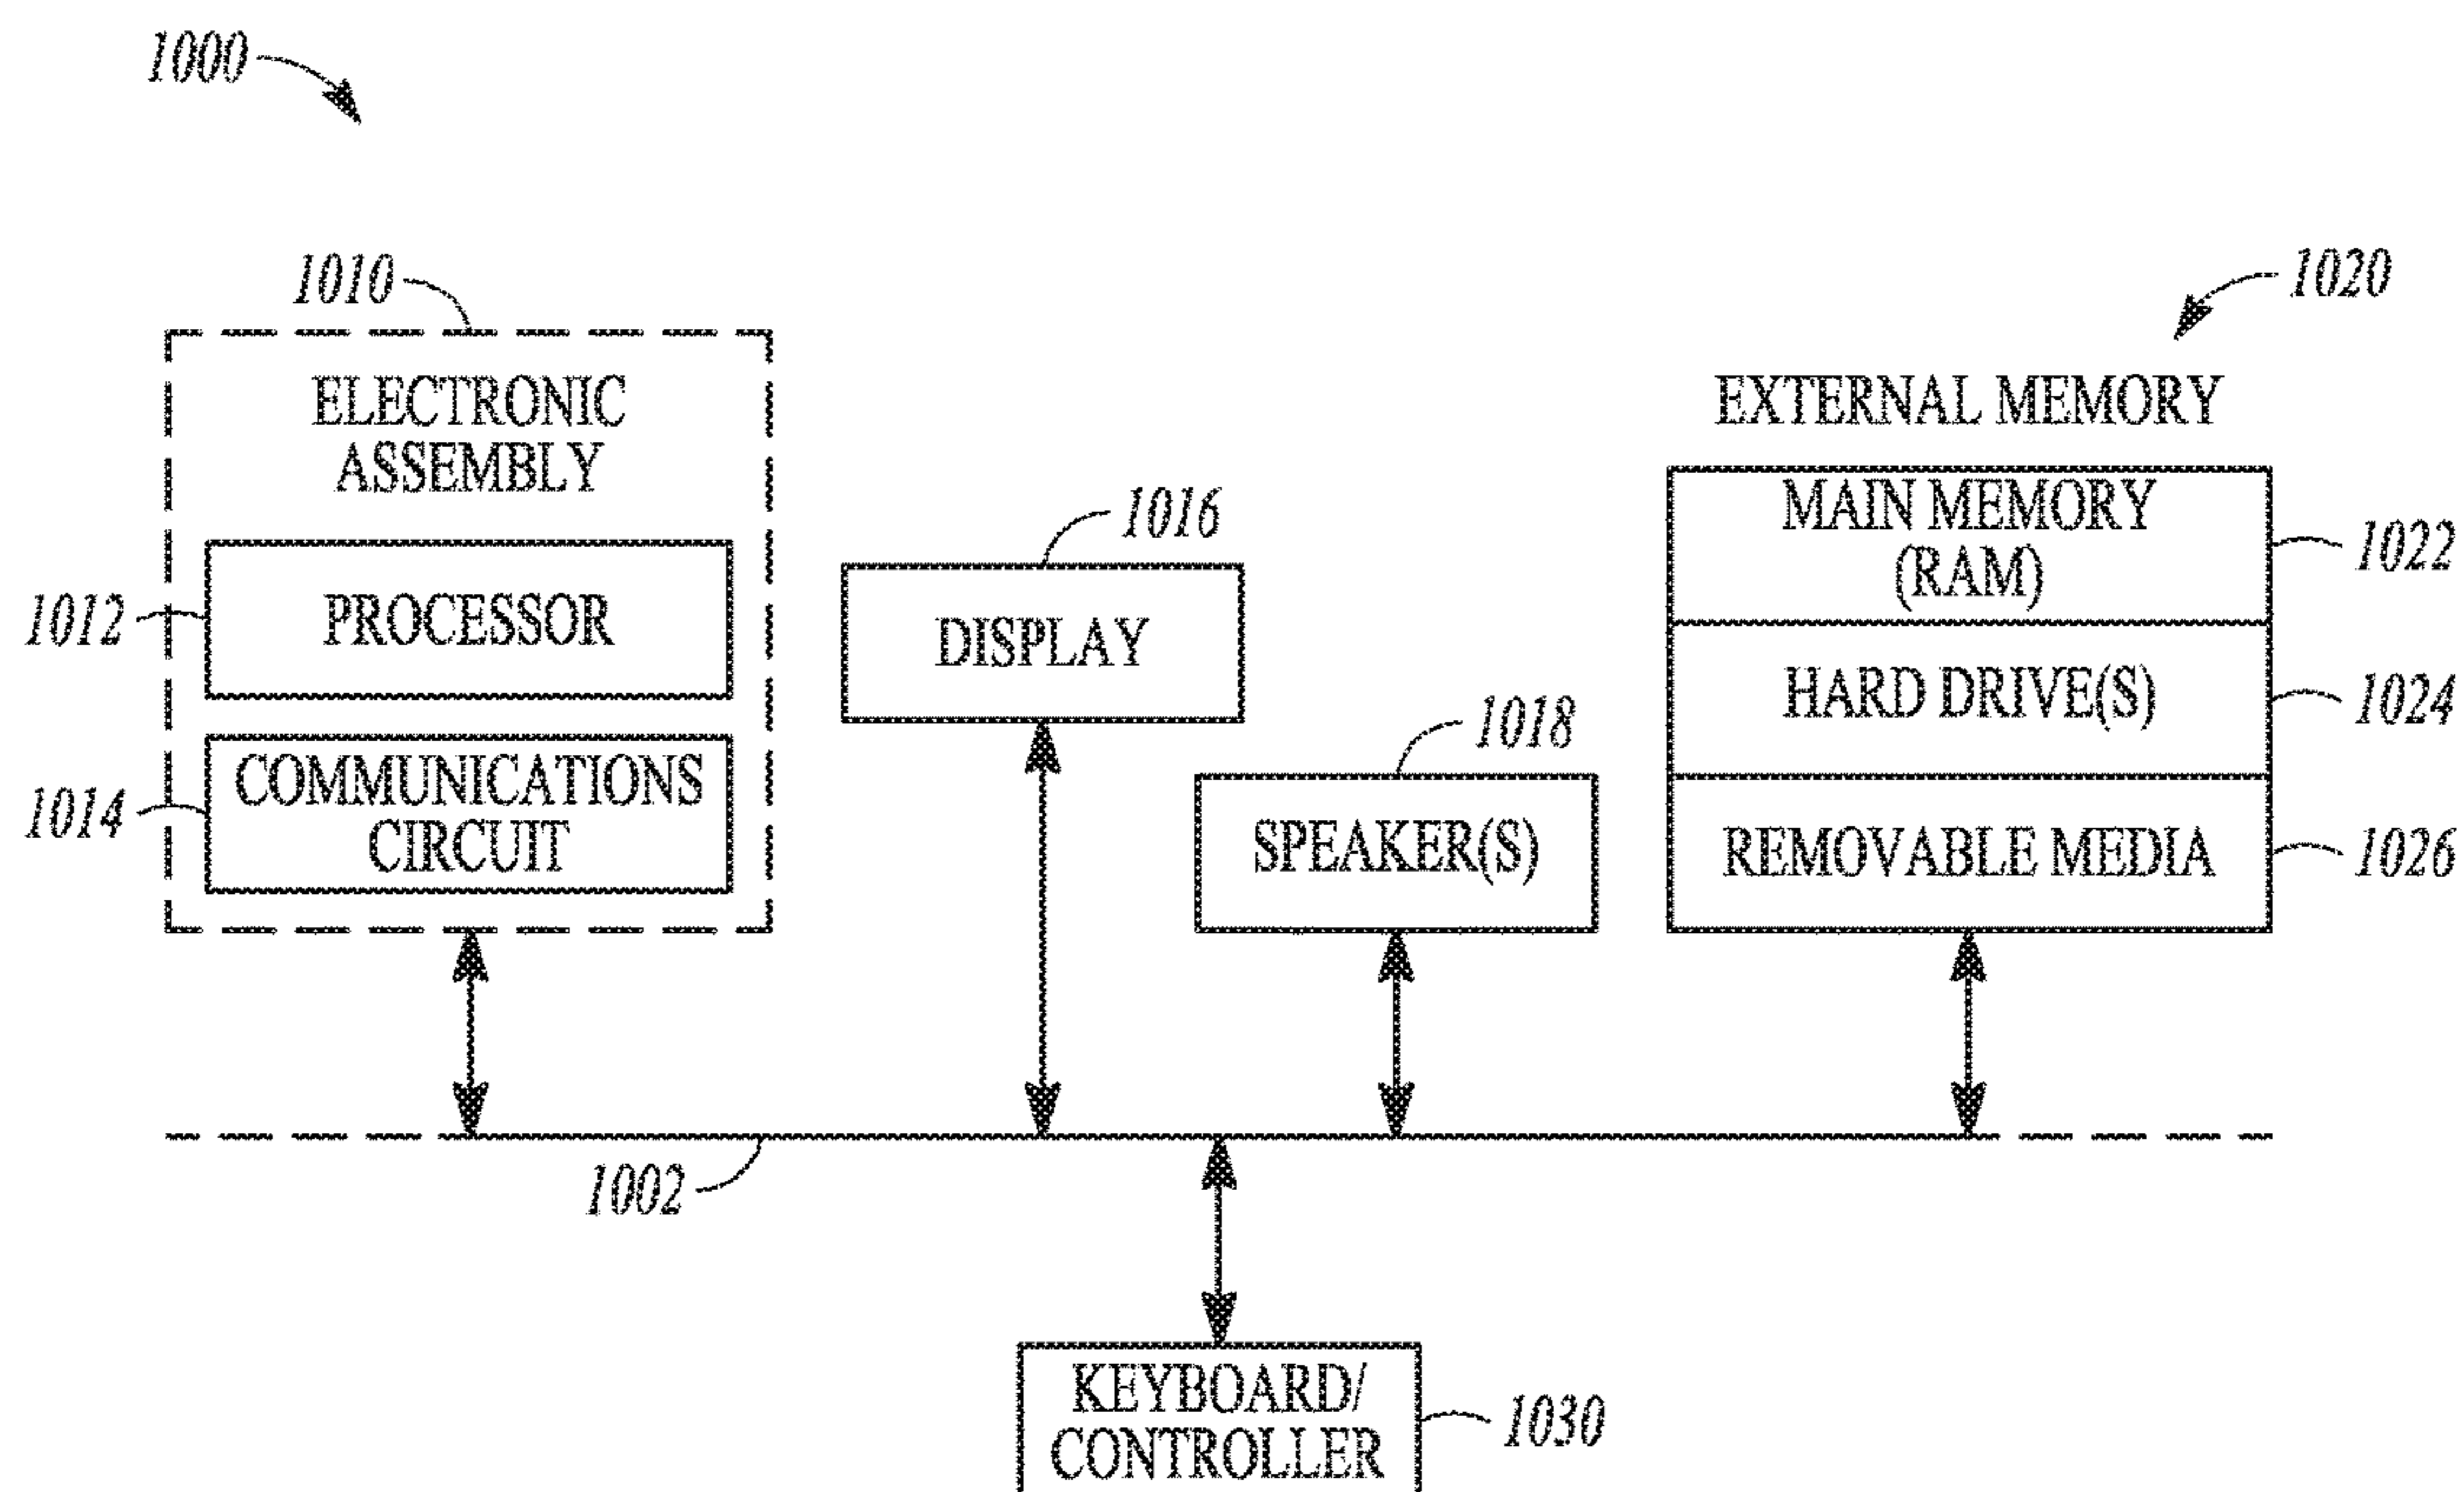 1000
1010
1020
ELECTRONIC
ASSEMBLY
EXTERNAL MEMORY
1016
MAIN MEMORY
(RAM)
1022
1012
PROCESSOR
DISPLAY
HARD DRIVE(S)
1024
1018
1014
COMMUNICATIONS
CIRCUIT
SPEAKER(S)
REMOVABLE MEDIA
1026
1002
KEYBOARD/
CONTROLLER
1030